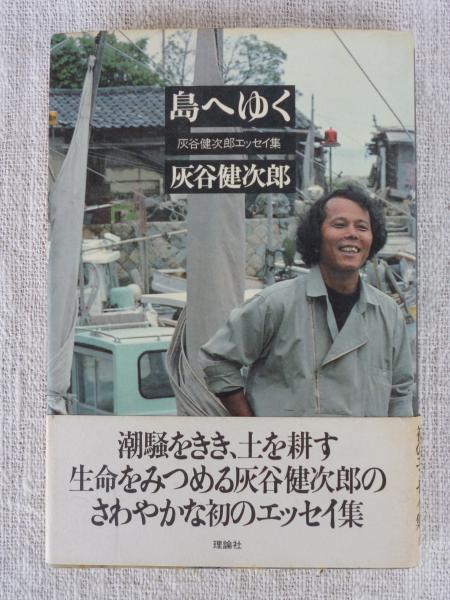 島へゆく
灰谷健次郎エッセイ集
灰谷健次郎
潮騒をきき、土を耕す
生命をみつめる灰谷健次郎の
さわやかな初のエッセイ集
理論社